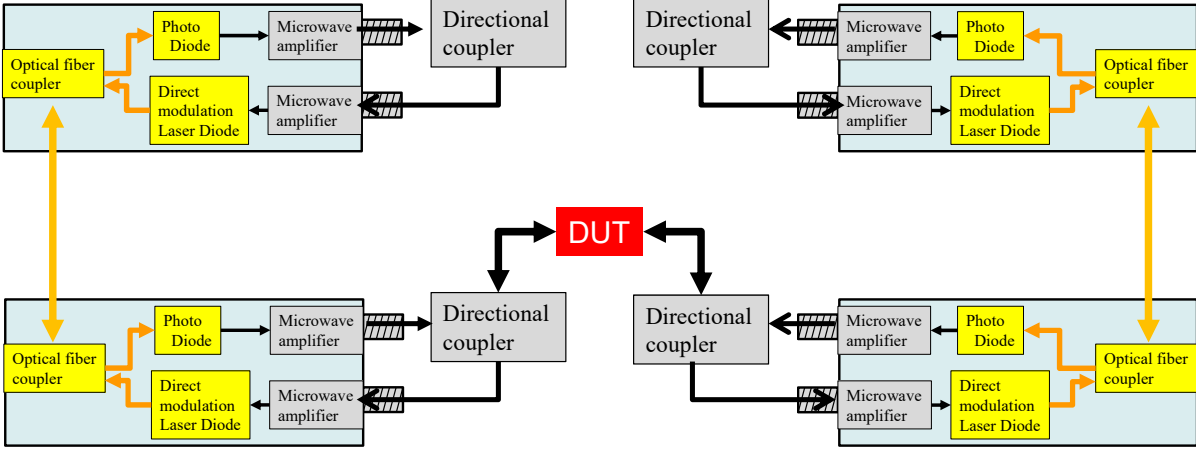 Photo
Diode
Microwave
amplifier
Directional
coupler
Optical fiber
coupler
Direct
modulation
Laser Diode
Microwave
amplifier
Directional
coupler
Microwave
amplifier
Photo
Diode
Optical fiber
coupler
Microwave
amplifier
Direct
modulation
Laser Diode
DUT
Photo
Diode
Microwave
amplifier
Directional
coupler
Optical fiber
coupler
Direct
modulation
Laser Diode
Microwave
amplifier
Directional
coupler
Microwave
amplifier
Photo
Diode
Optical fiber
coupler
Microwave
amplifier
Direct
modulation
Laser Diode